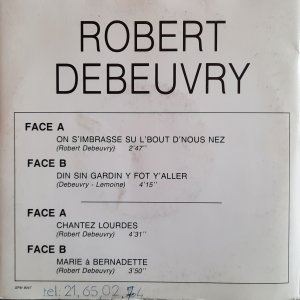 ROBERT
DEBEUVRY
FACE A
ON S'IMBRASSE SU L'BOUT D'NOUS NEZ
(Robert Debeuvry) 2'47''
FACE B
DIN SIN GARDIN Y FOT Y'ALLER
(Debeuvry - Lemoine) 4'15''
FACE A
CHANTEZ LOURDES
(Robert Debeuvry) 4'31''
FACE B
MARIE à BERNADETTE
(Robert Debeuvry) 3'50''
tel: 21.65.02.74